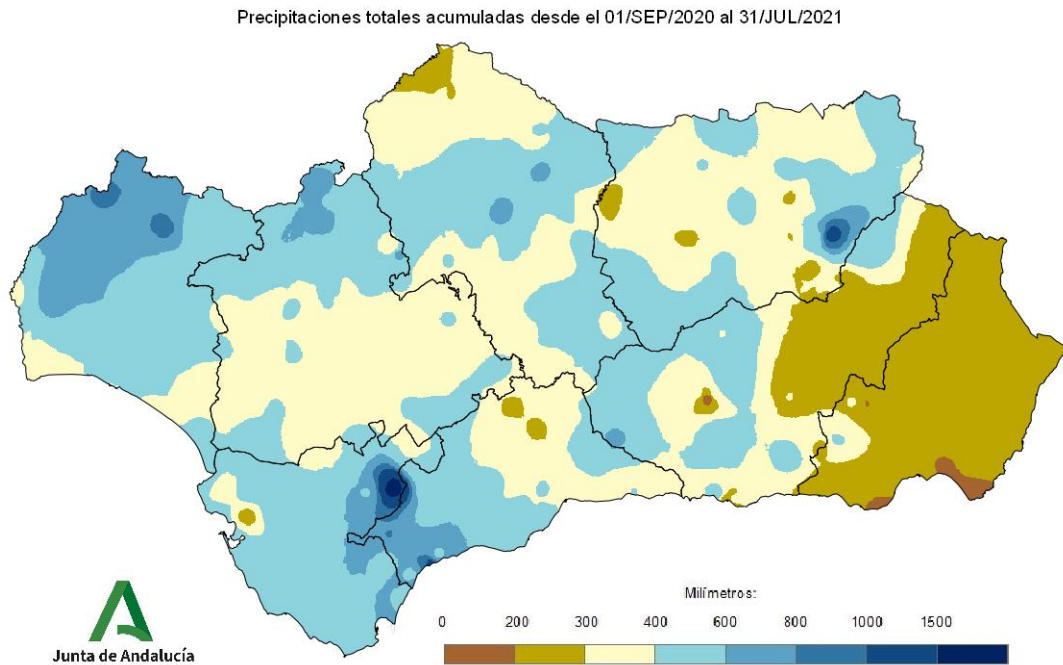 Precipitaciones totales acumuladas desde el 01/SEP/2020 al 31/JUL/2021
Milímetros:
0 200 300 400 600 800 1000 1500
Junta de Andalucía